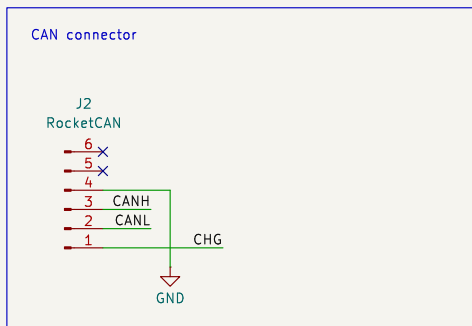 CAN connector
J2
RocketCAN
6
5
4
3 CANH
2 CANL
1 CHG
GND